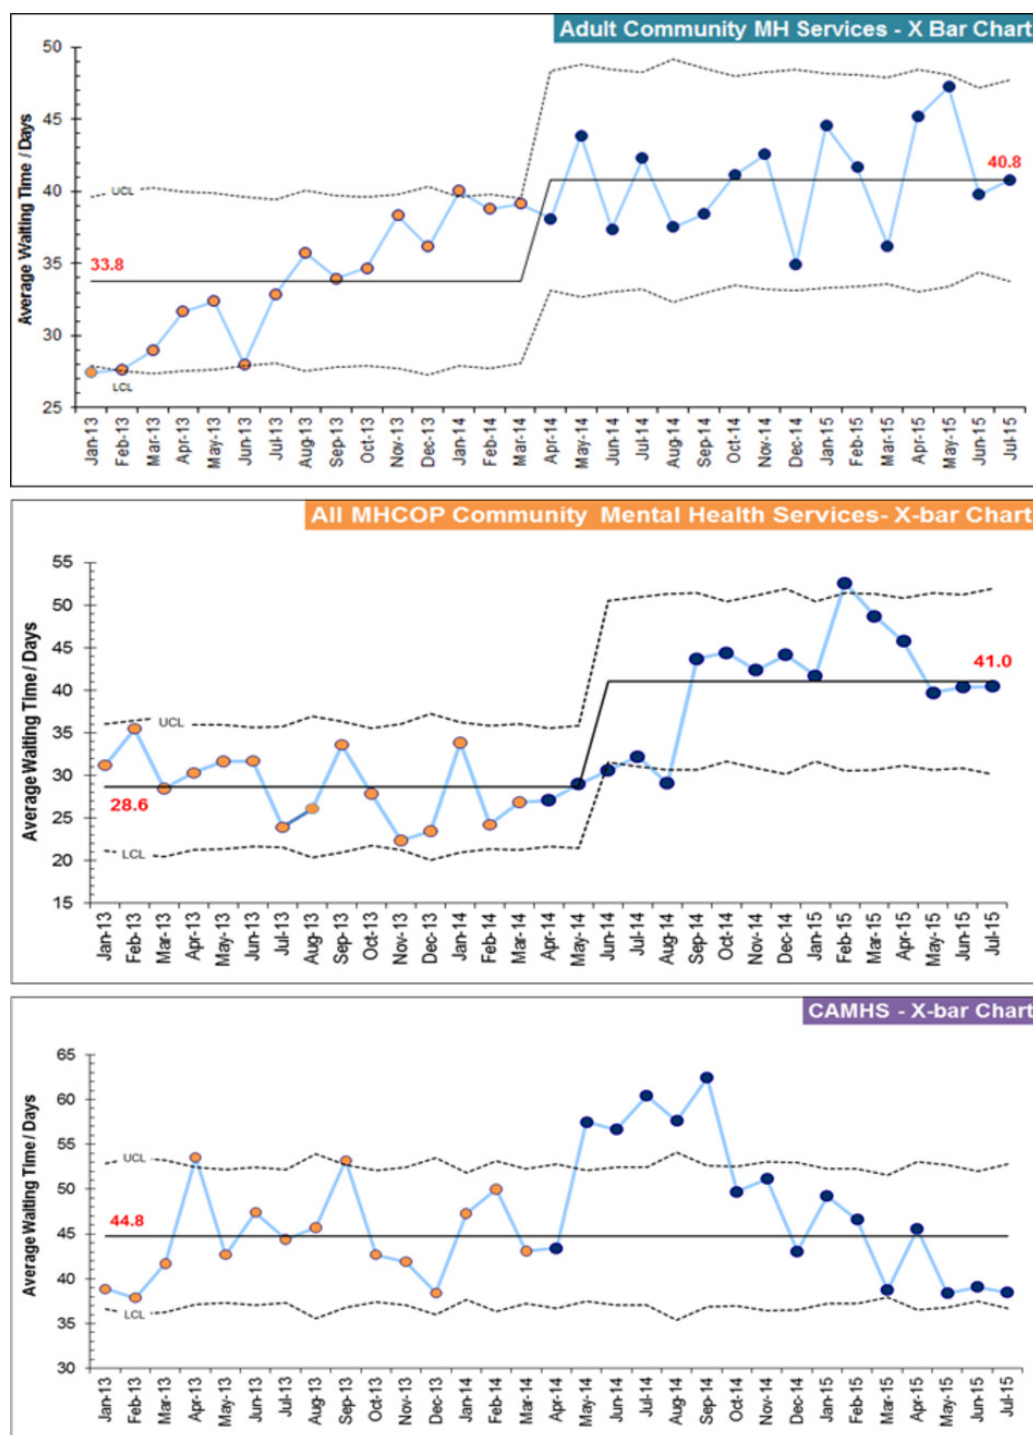 Adult Community MH Services - X Bar Chart
Average Waiting Time / Days
50
45
40
35
30
25
UCL
LCL
33.8
40.8
Jan-13
Feb-13
Mar-13
Apr-13
May-13
Jun-13
Jul-13
Aug-13
Sep-13
Oct-13
Nov-13
Dec-13
Jan-14
Feb-14
Mar-14
Apr-14
May-14
Jun-14
Jul-14
Aug-14
Sep-14
Oct-14
Nov-14
Dec-14
Jan-15
Feb-15
Mar-15
Apr-15
May-15
Jun-15
Jul-15
All MHCOP Community Mental Health Services- X-bar Chart
Average Waiting Time / Days
55
50
45
40
35
30
25
20
15
UCL
LCL
28.6
41.0
Jan-13
Feb-13
Mar-13
Apr-13
May-13
Jun-13
Jul-13
Aug-13
Sep-13
Oct-13
Nov-13
Dec-13
Jan-14
Feb-14
Mar-14
Apr-14
May-14
Jun-14
Jul-14
Aug-14
Sep-14
Oct-14
Nov-14
Dec-14
Jan-15
Feb-15
Mar-15
Apr-15
May-15
Jun-15
Jul-15
CAMHS - X-bar Chart
Average Waiting Time / Days
65
60
55
50
45
40
35
30
UCL
LCL
44.8
Jan-13
Feb-13
Mar-13
Apr-13
May-13
Jun-13
Jul-13
Aug-13
Sep-13
Oct-13
Nov-13
Dec-13
Jan-14
Feb-14
Mar-14
Apr-14
May-14
Jun-14
Jul-14
Aug-14
Sep-14
Oct-14
Nov-14
Dec-14
Jan-15
Feb-15
Mar-15
Apr-15
May-15
Jun-15
Jul-15